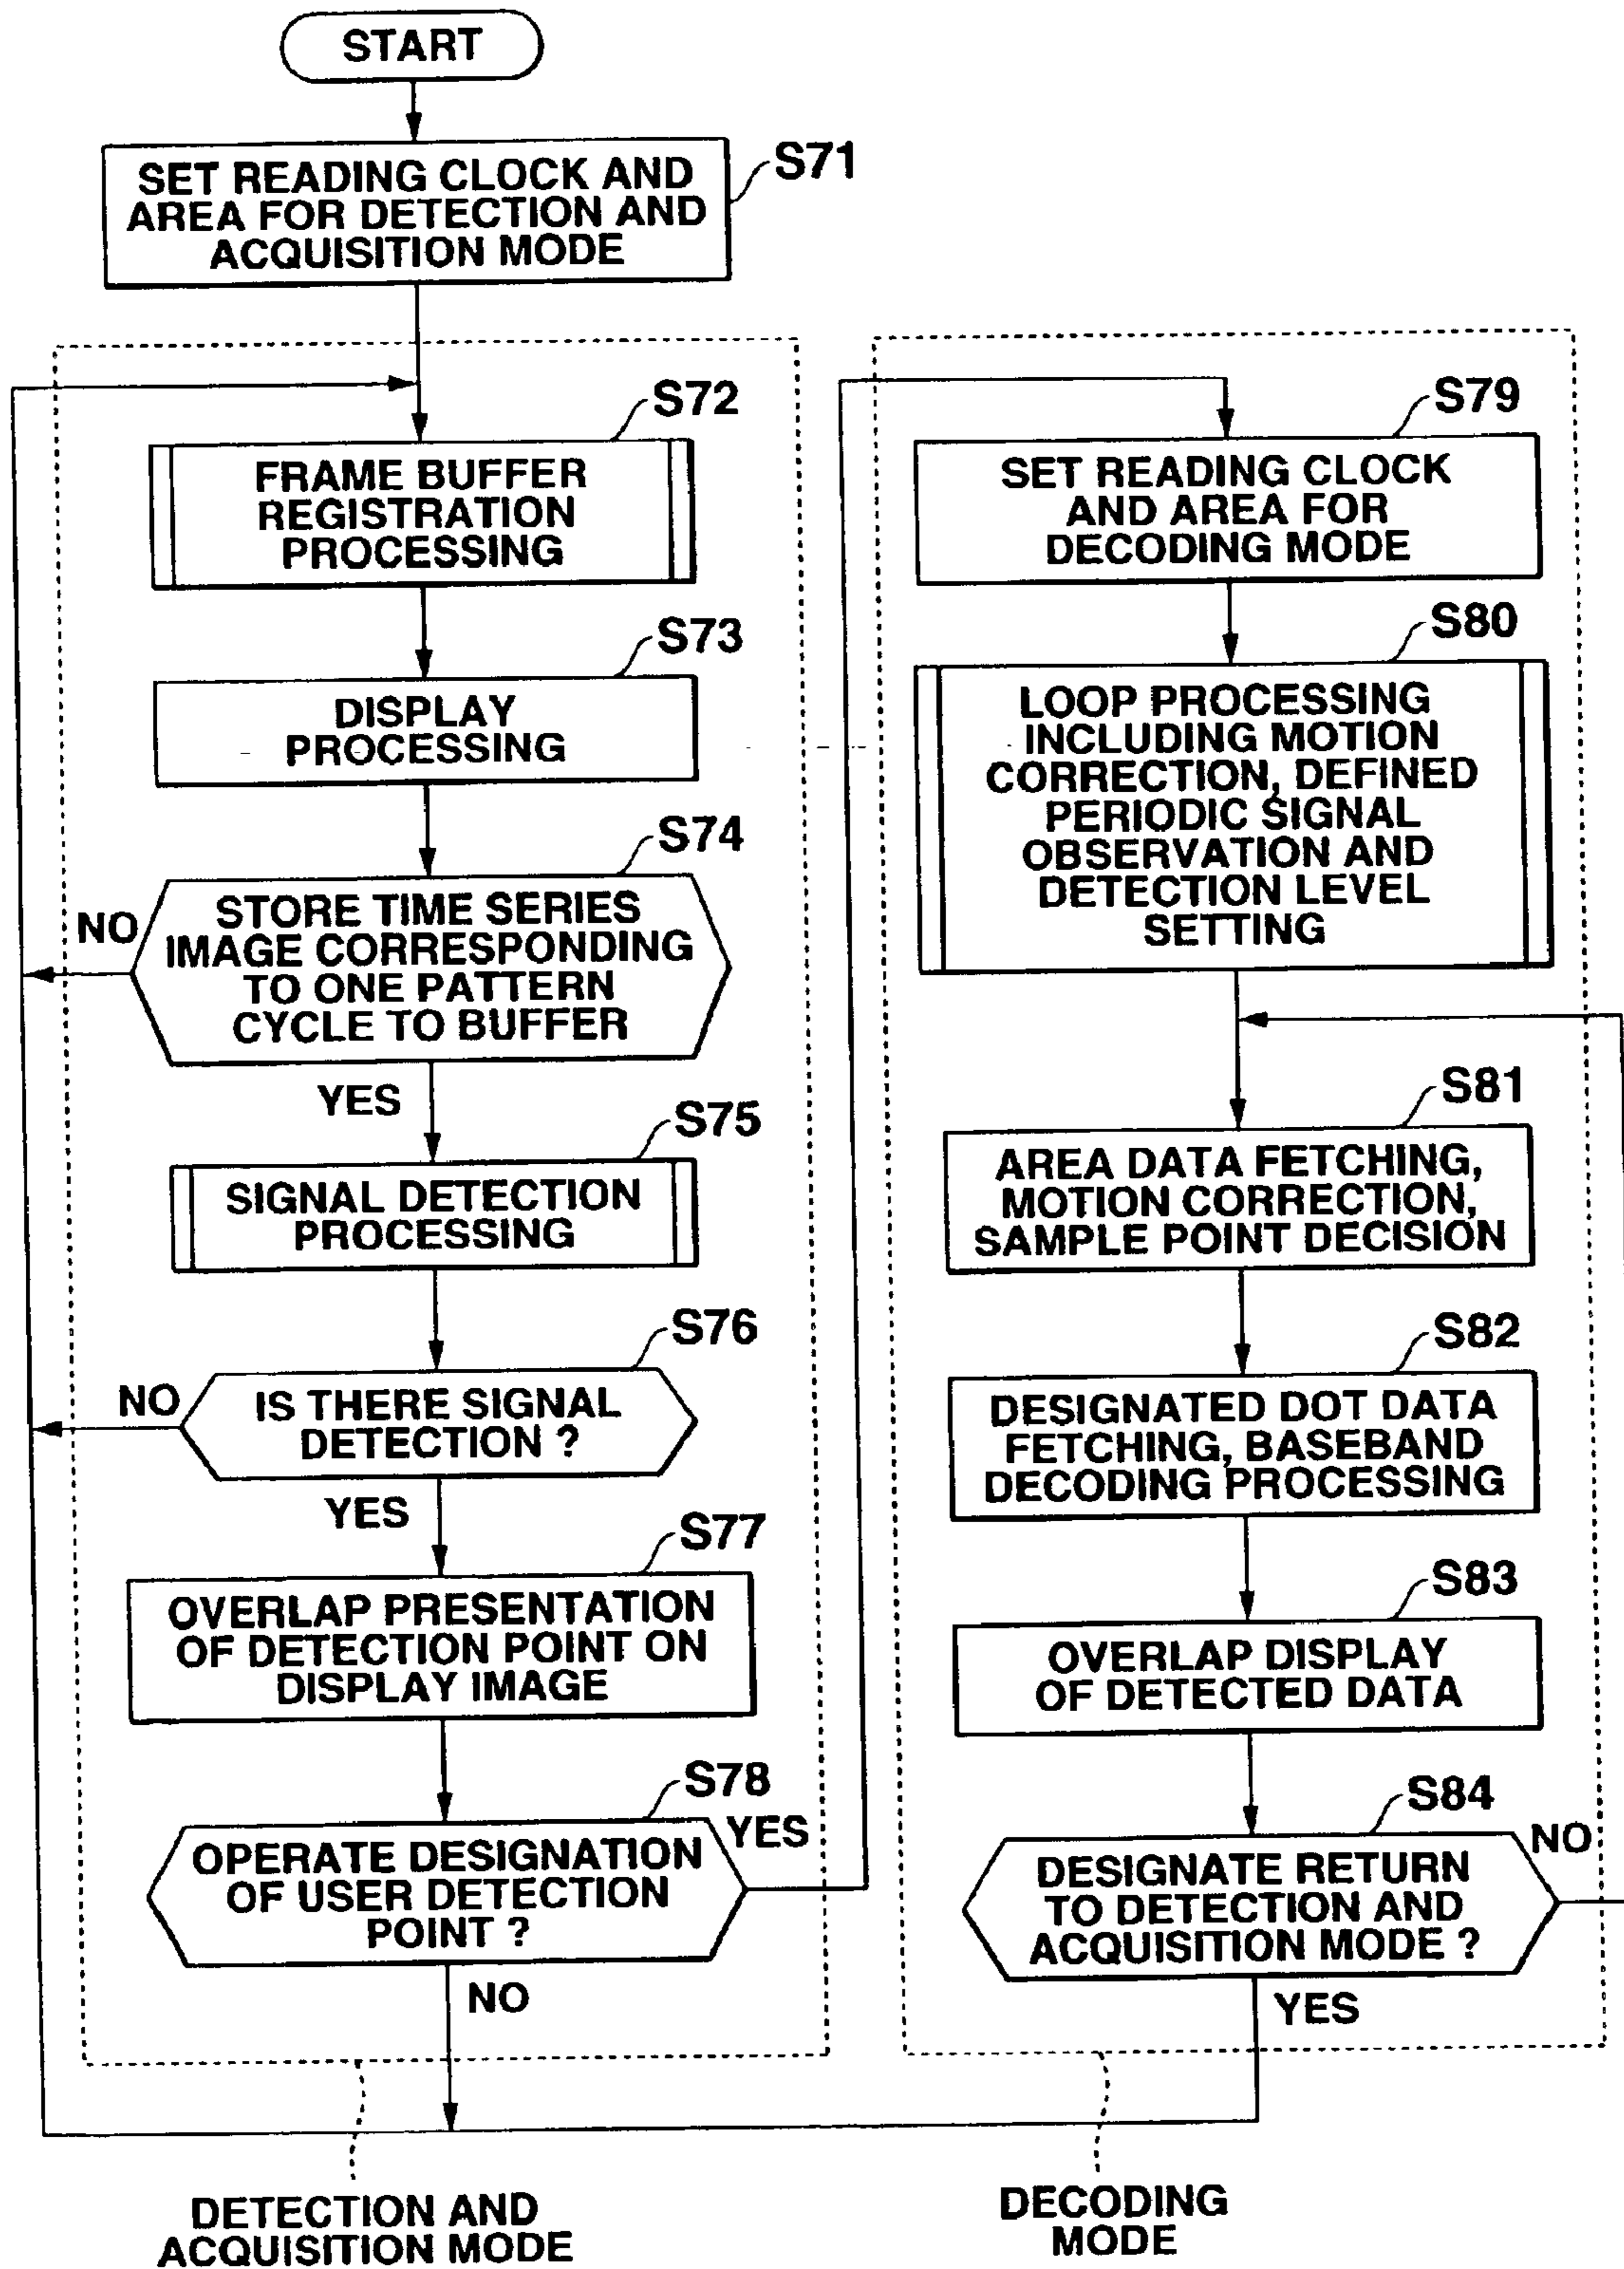 START
S71
SET READING CLOCK AND
AREA FOR DETECTION AND
ACQUISITION MODE
S72
FRAME BUFFER
REGISTRATION
PROCESSING
S73
DISPLAY
PROCESSING
S74
NO
STORE TIME SERIES
IMAGE CORRESPONDING
TO ONE PATTERN
CYCLE TO BUFFER
YES
S75
SIGNAL DETECTION
PROCESSING
S76
NO
IS THERE SIGNAL
DETECTION ?
YES
S77
OVERLAP PRESENTATION
OF DETECTION POINT ON
DISPLAY IMAGE
S78
YES
OPERATE DESIGNATION
OF USER DETECTION
POINT ?
NO
DETECTION AND
ACQUISITION MODE
S79
SET READING CLOCK
AND AREA FOR
DECODING MODE
S80
LOOP PROCESSING
INCLUDING MOTION
CORRECTION, DEFINED
PERIODIC SIGNAL
OBSERVATION AND
DETECTION LEVEL
SETTING
S81
AREA DATA FETCHING,
MOTION CORRECTION,
SAMPLE POINT DECISION
S82
DESIGNATED DOT DATA
FETCHING, BASEBAND
DECODING PROCESSING
S83
OVERLAP DISPLAY
OF DETECTED DATA
S84
NO
DESIGNATE RETURN
TO DETECTION AND
ACQUISITION MODE ?
YES
DECODING
MODE